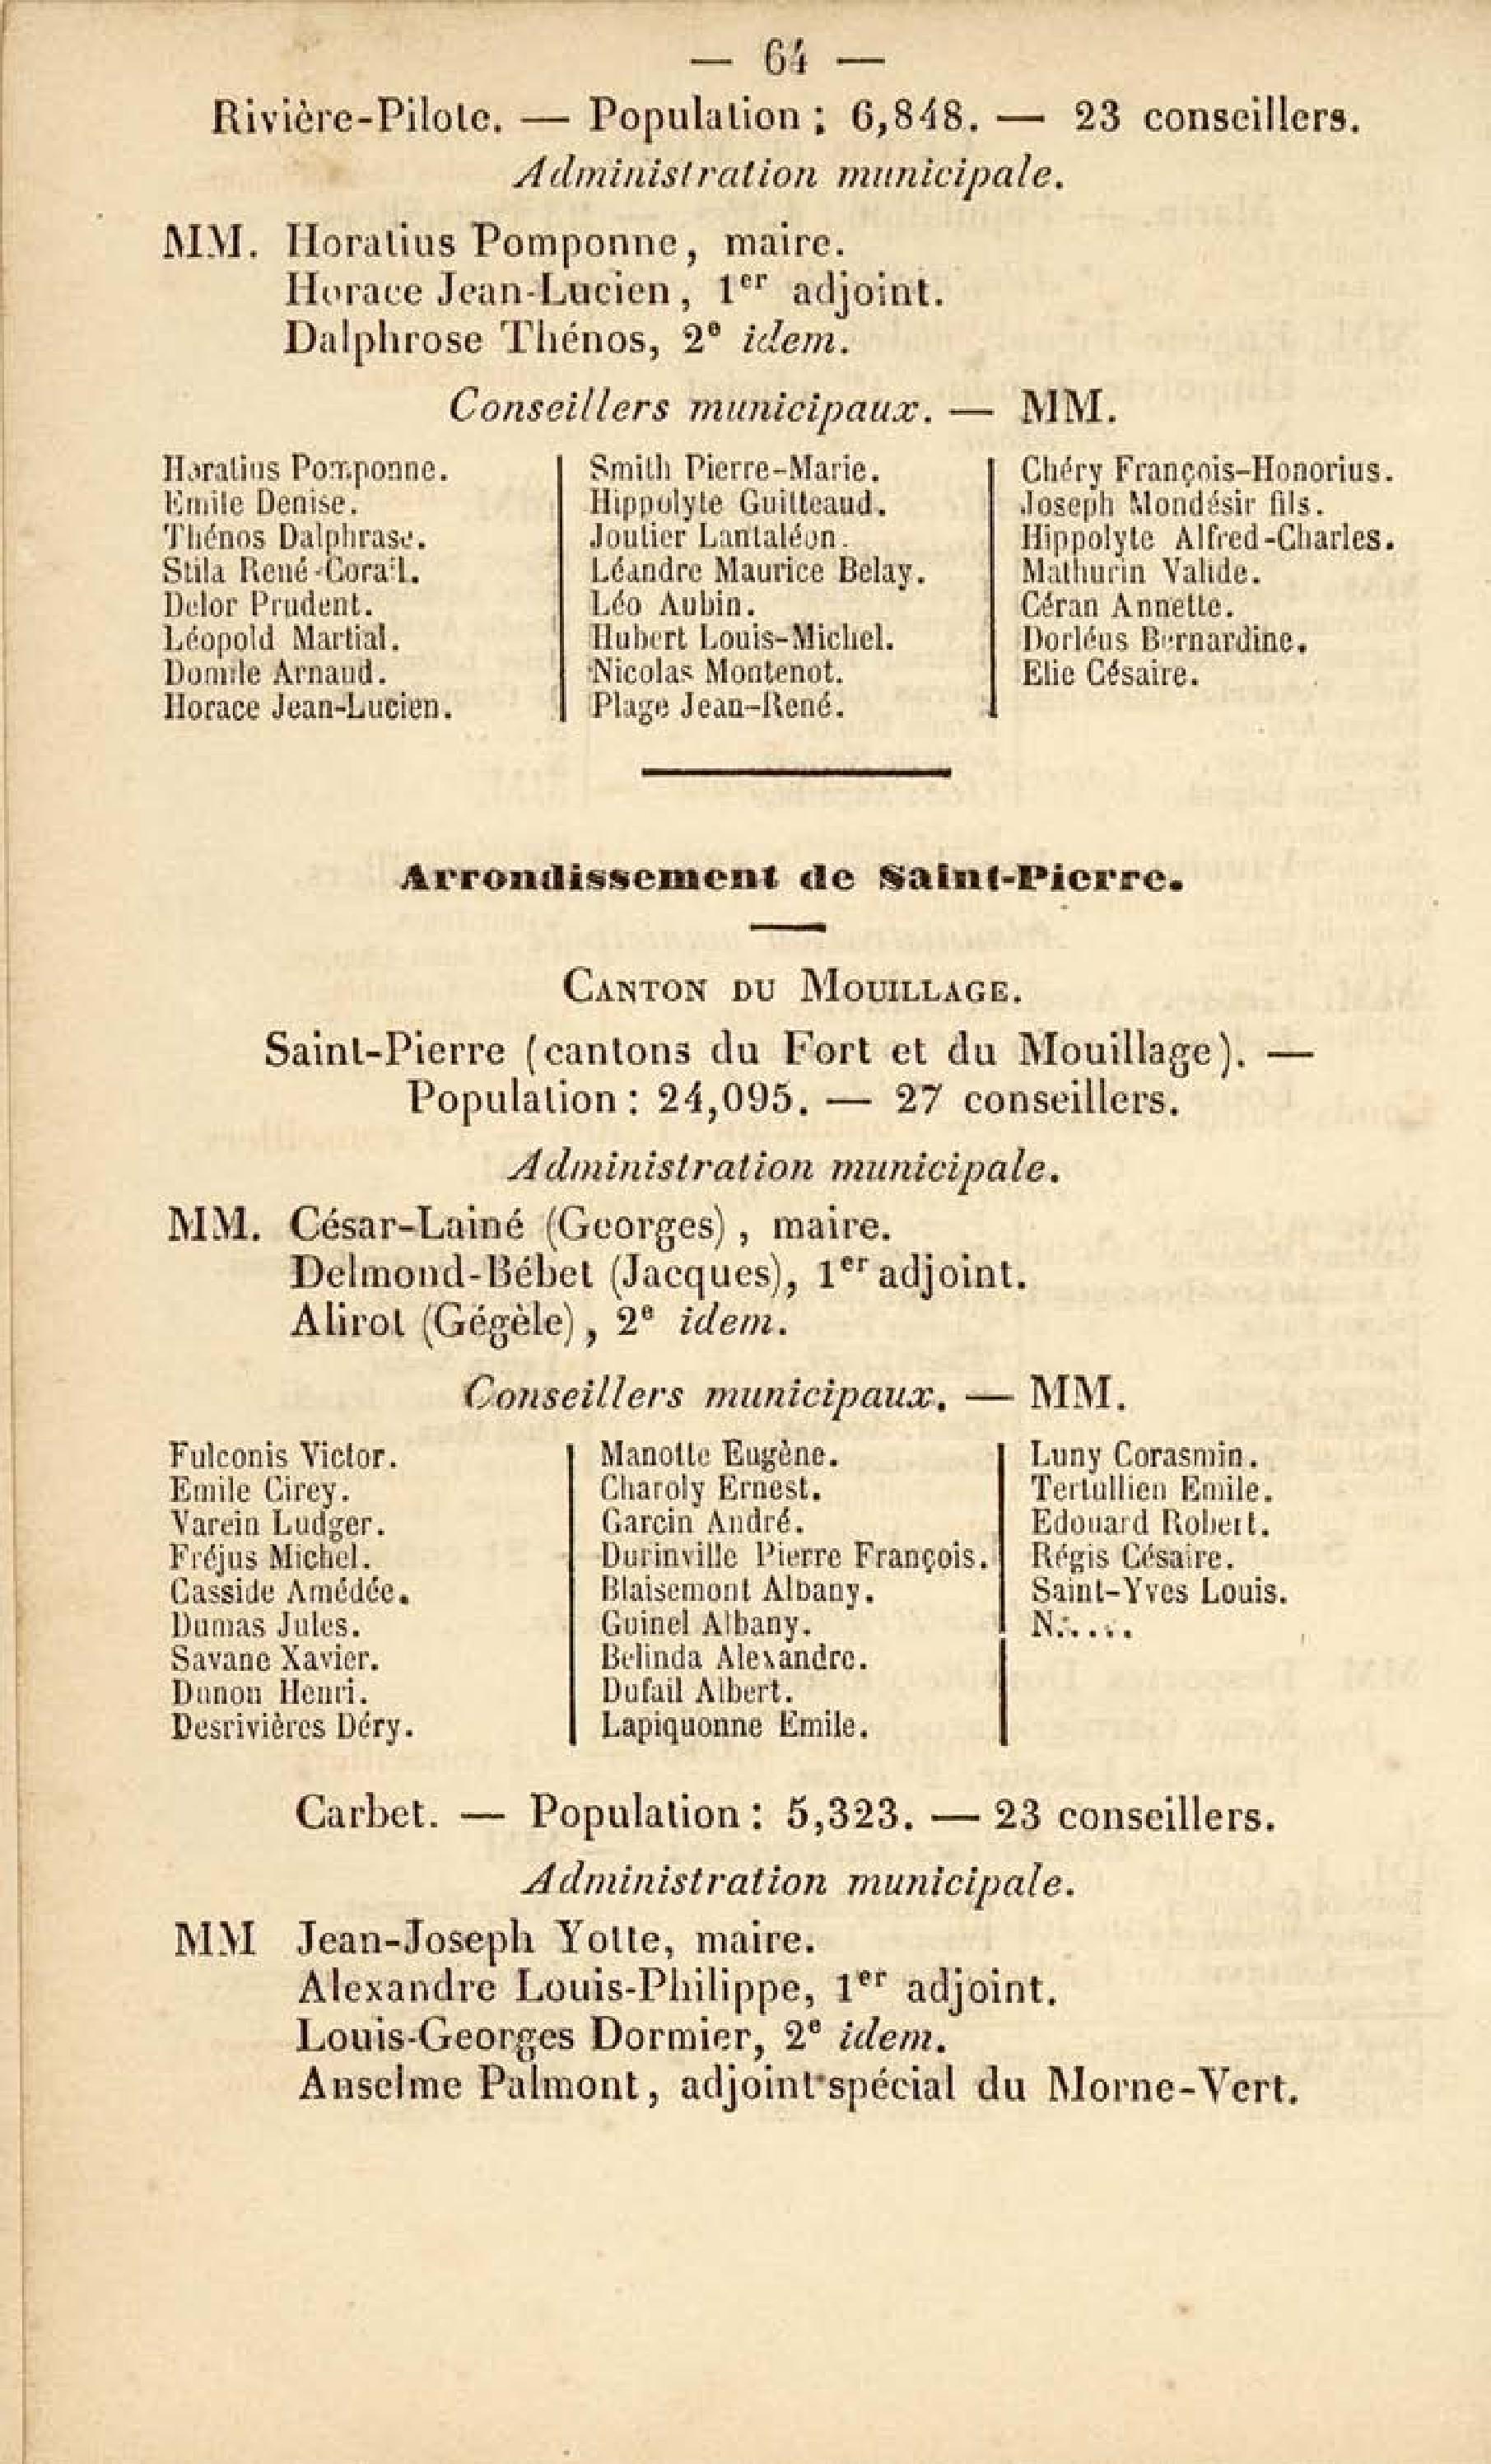 — 64 —
Rivière-Pilote. — Population ; 6,848. — 23 conseillers.
Administration municipale.
MM. Horatius Pomponne, maire.
Horace Jean-Lucien, 1er adjoint.
Dalphrose Thénos, 2e idem.
Conseillers municipaux. — MM.
Horatius Pomponne.
Emile Denise.
Thénos Dalphrase.
Stila René-Corail.
Delor Prudent.
Léopold Martial.
Domile Arnaud.
Horace Jean-Lucien.
Smith Pierre-Marie.
Hippolyte Guitteaud.
Joutier Lantaléon.
Léandre Maurice Belay.
Léo Aubin.
Hubert Louis-Michel.
Nicolas Montenot.
Plage Jean-René.
Chéry François-Honorius.
Joseph Mondésir fils.
Hippolyte Alfred-Charles.
Mathurin Valide.
Céran Annette.
Dorléus Bernardine.
Elie Césaire.
Arrondissement de Saint-Pierre.
CANTON DU MOUILLAGE.
Saint-Pierre (cantons du Fort et du Mouillage). —
Population : 24,095. — 27 conseillers.
Administration municipale.
MM. César-Lainé (Georges), maire.
Delmond-Bébet (Jacques), 1er adjoint.
Alirot (Gégèle), 2e idem.
Conseillers municipaux. — MM.
Fulconis Victor.
Emile Cirey.
Varein Ludger.
Fréjus Michel.
Casside Amédée.
Dumas Jules.
Savane Xavier.
Dunon Henri.
Desrivières Déry.
Manotte Eugène.
Charoly Ernest.
Garcin André.
Durinville Pierre François.
Blaisemont Albany.
Guinel Albany.
Belinda Alexandre.
Dufail Albert.
Lapiquonne Emile.
Luny Corasmin.
Tertullien Emile.
Edouard Robert.
Régis Césaire.
Saint-Yves Louis.
N.....
Carbet. — Population : 5,323. — 23 conseillers.
Administration municipale.
MM Jean-Joseph Yotte, maire.
Alexandre Louis-Philippe, 1er adjoint.
Louis-Georges Dormier, 2e idem.
Anselme Palmont, adjoint spécial du Morne-Vert.